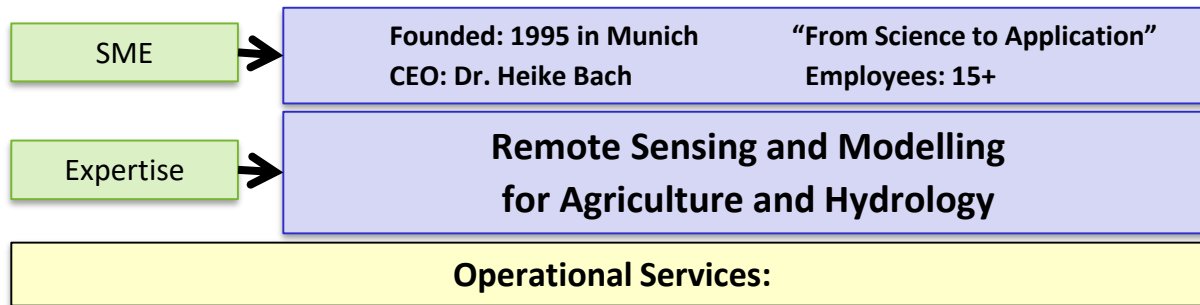 SME
Founded: 1995 in Munich “From Science to Application”
CEO: Dr. Heike Bach Employees: 15+
Expertise
Remote Sensing and Modelling
for Agriculture and Hydrology
Operational Services: